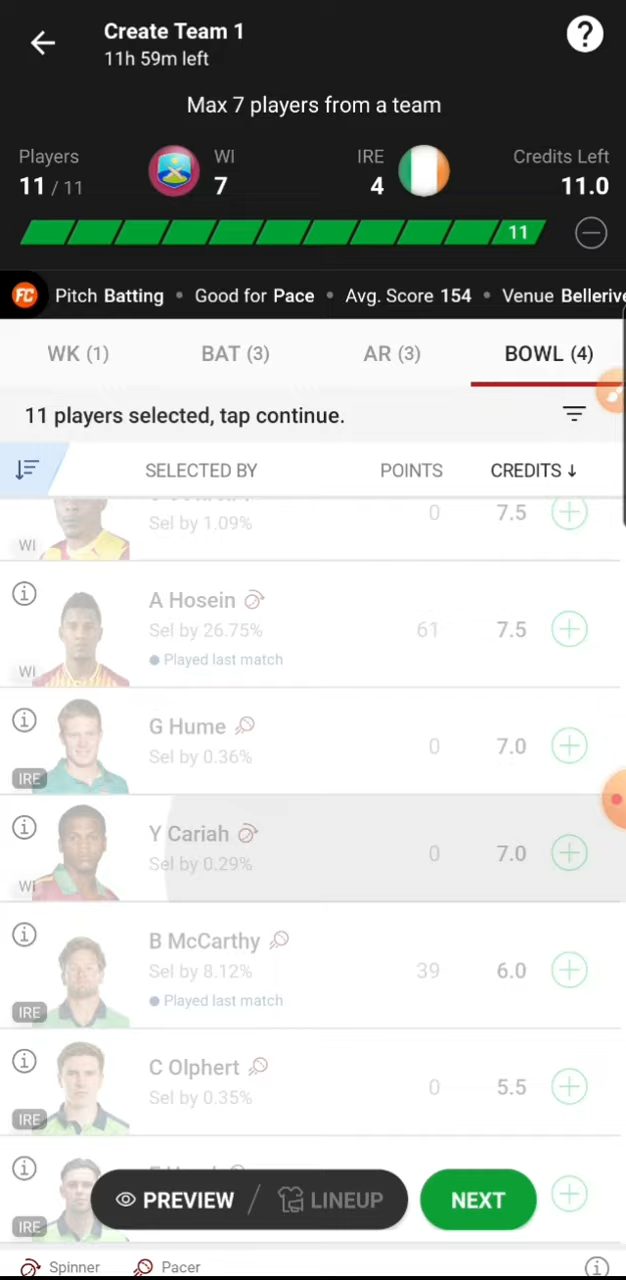 Create Team 1
11h 59m left
?
Max 7 players from a team
Players WI IRE Credits Left
11 / 11 7 4 11.0
11
FC Pitch Batting • Good for Pace • Avg. Score 154 • Venue Bellerive
WK (1) BAT (3) AR (3) BOWL (4)
11 players selected, tap continue.
SELECTED BY POINTS CREDITS ↓
Sel by 1.09% 0 7.5
WI
A Hosein
Sel by 26.75% 61 7.5
• Played last match
WI
G Hume
Sel by 0.36% 0 7.0
IRE
Y Cariah
Sel by 0.29% 0 7.0
WI
B McCarthy
Sel by 8.12% 39 6.0
• Played last match
IRE
C Olphert
Sel by 0.35% 0 5.5
IRE
PREVIEW / LINEUP NEXT
IRE
Spinner Pacer